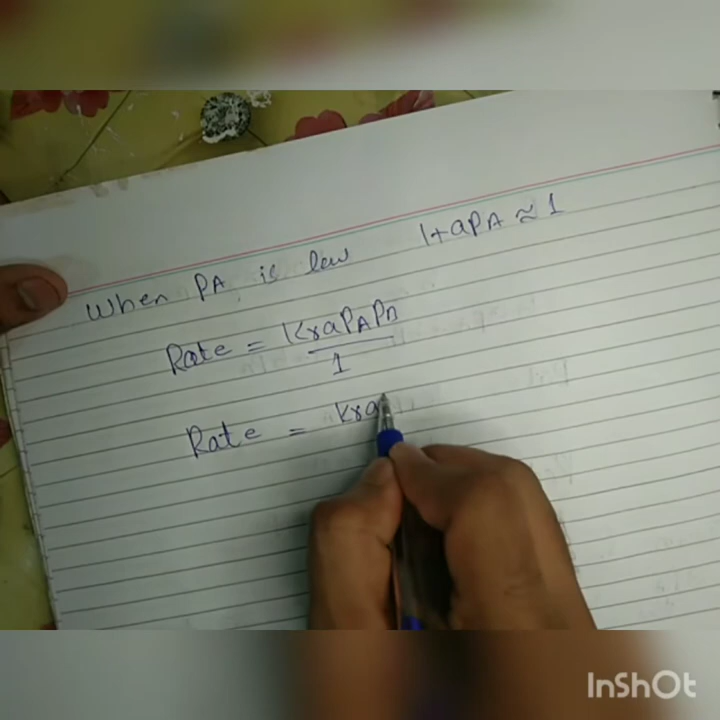 When PA is low 1+aPA ≈ 1
Rate = KraPAPB
1
Rate = Kra
InShOt